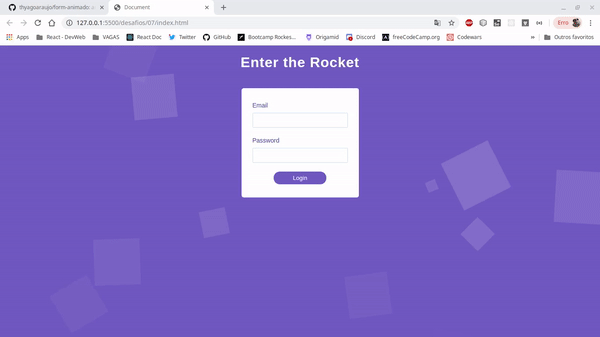 thyagoaraujo/form-animado:
Document
127.0.0.1:5500/desafios/07/index.html
Erro
Apps
React - DevWeb
VAGAS
React Doc
Twitter
GitHub
Bootcamp Rockes...
Origamid
Discord
freeCodeCamp.org
Codewars
»
Outros favoritos
Enter the Rocket
Email
Password
Login